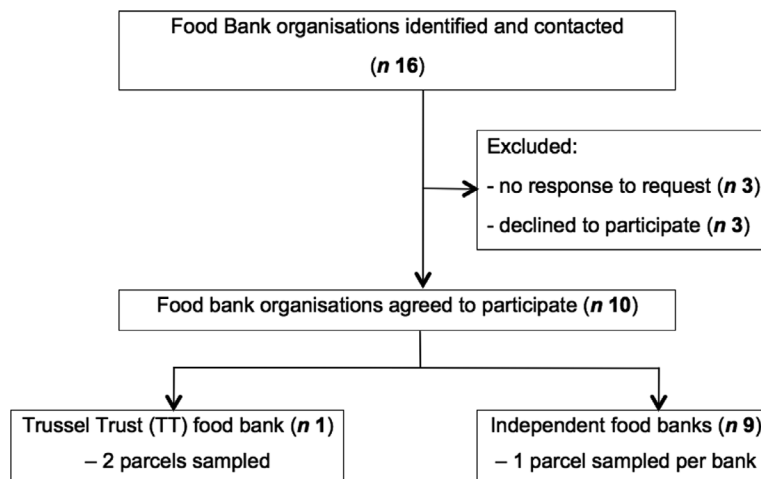 Food Bank organisations identified and contacted
(n 16)
Excluded:
- no response to request (n 3)
- declined to participate (n 3)
Food bank organisations agreed to participate (n 10)
Trussel Trust (TT) food bank (n 1)
– 2 parcels sampled
Independent food banks (n 9)
– 1 parcel sampled per bank